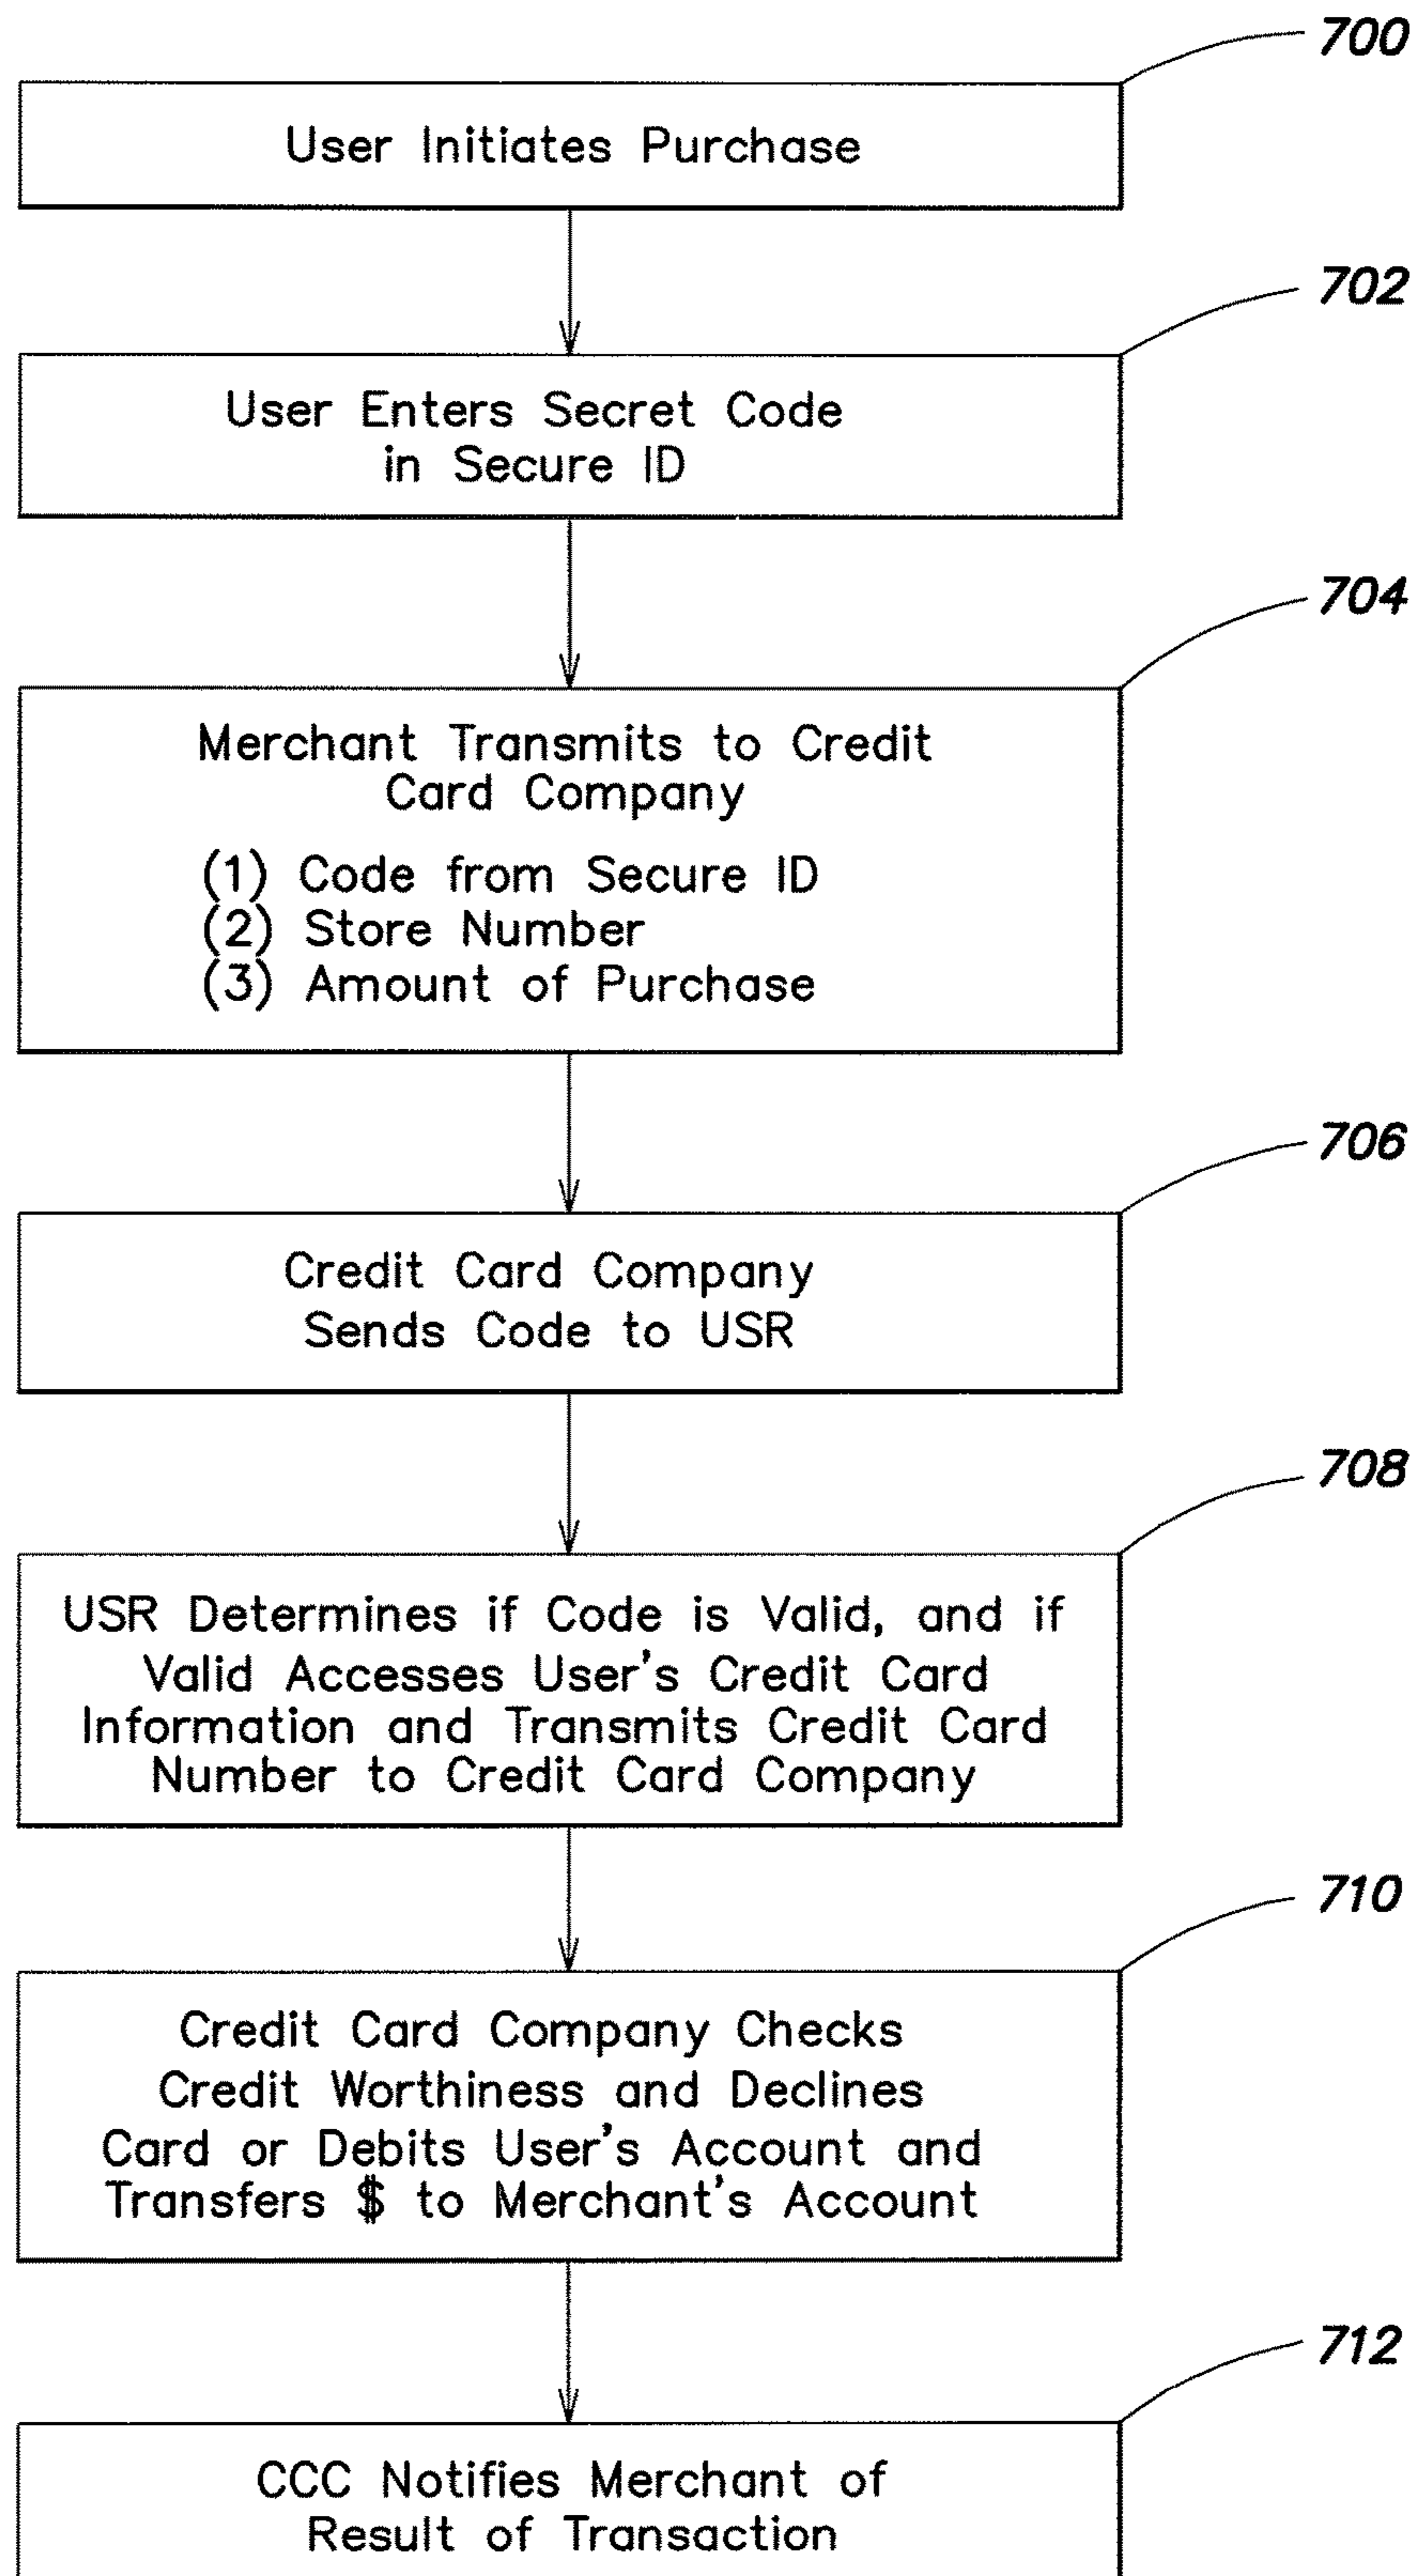 700
User Initiates Purchase
702
User Enters Secret Code
in Secure ID
704
Merchant Transmits to Credit
Card Company
(1) Code from Secure ID
(2) Store Number
(3) Amount of Purchase
706
Credit Card Company
Sends Code to USR
708
USR Determines if Code is Valid, and if
Valid Accesses User's Credit Card
Information and Transmits Credit Card
Number to Credit Card Company
710
Credit Card Company Checks
Credit Worthiness and Declines
Card or Debits User's Account and
Transfers $ to Merchant's Account
712
CCC Notifies Merchant of
Result of Transaction